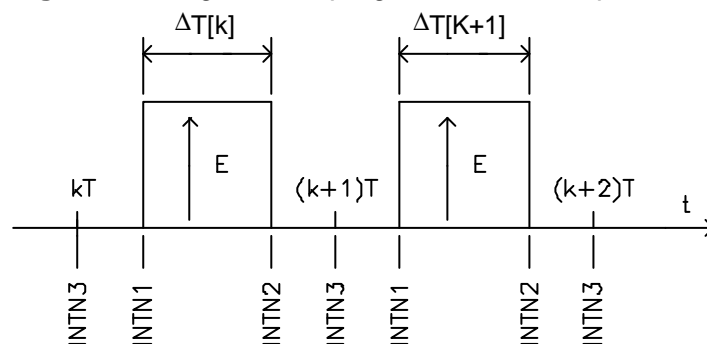 ΔT[k]
ΔT[K+1]
E
E
kT
(k+1)T
(k+2)T
t
INTN3
INTN1
INTN2
INTN3
INTN1
INTN2
INTN3